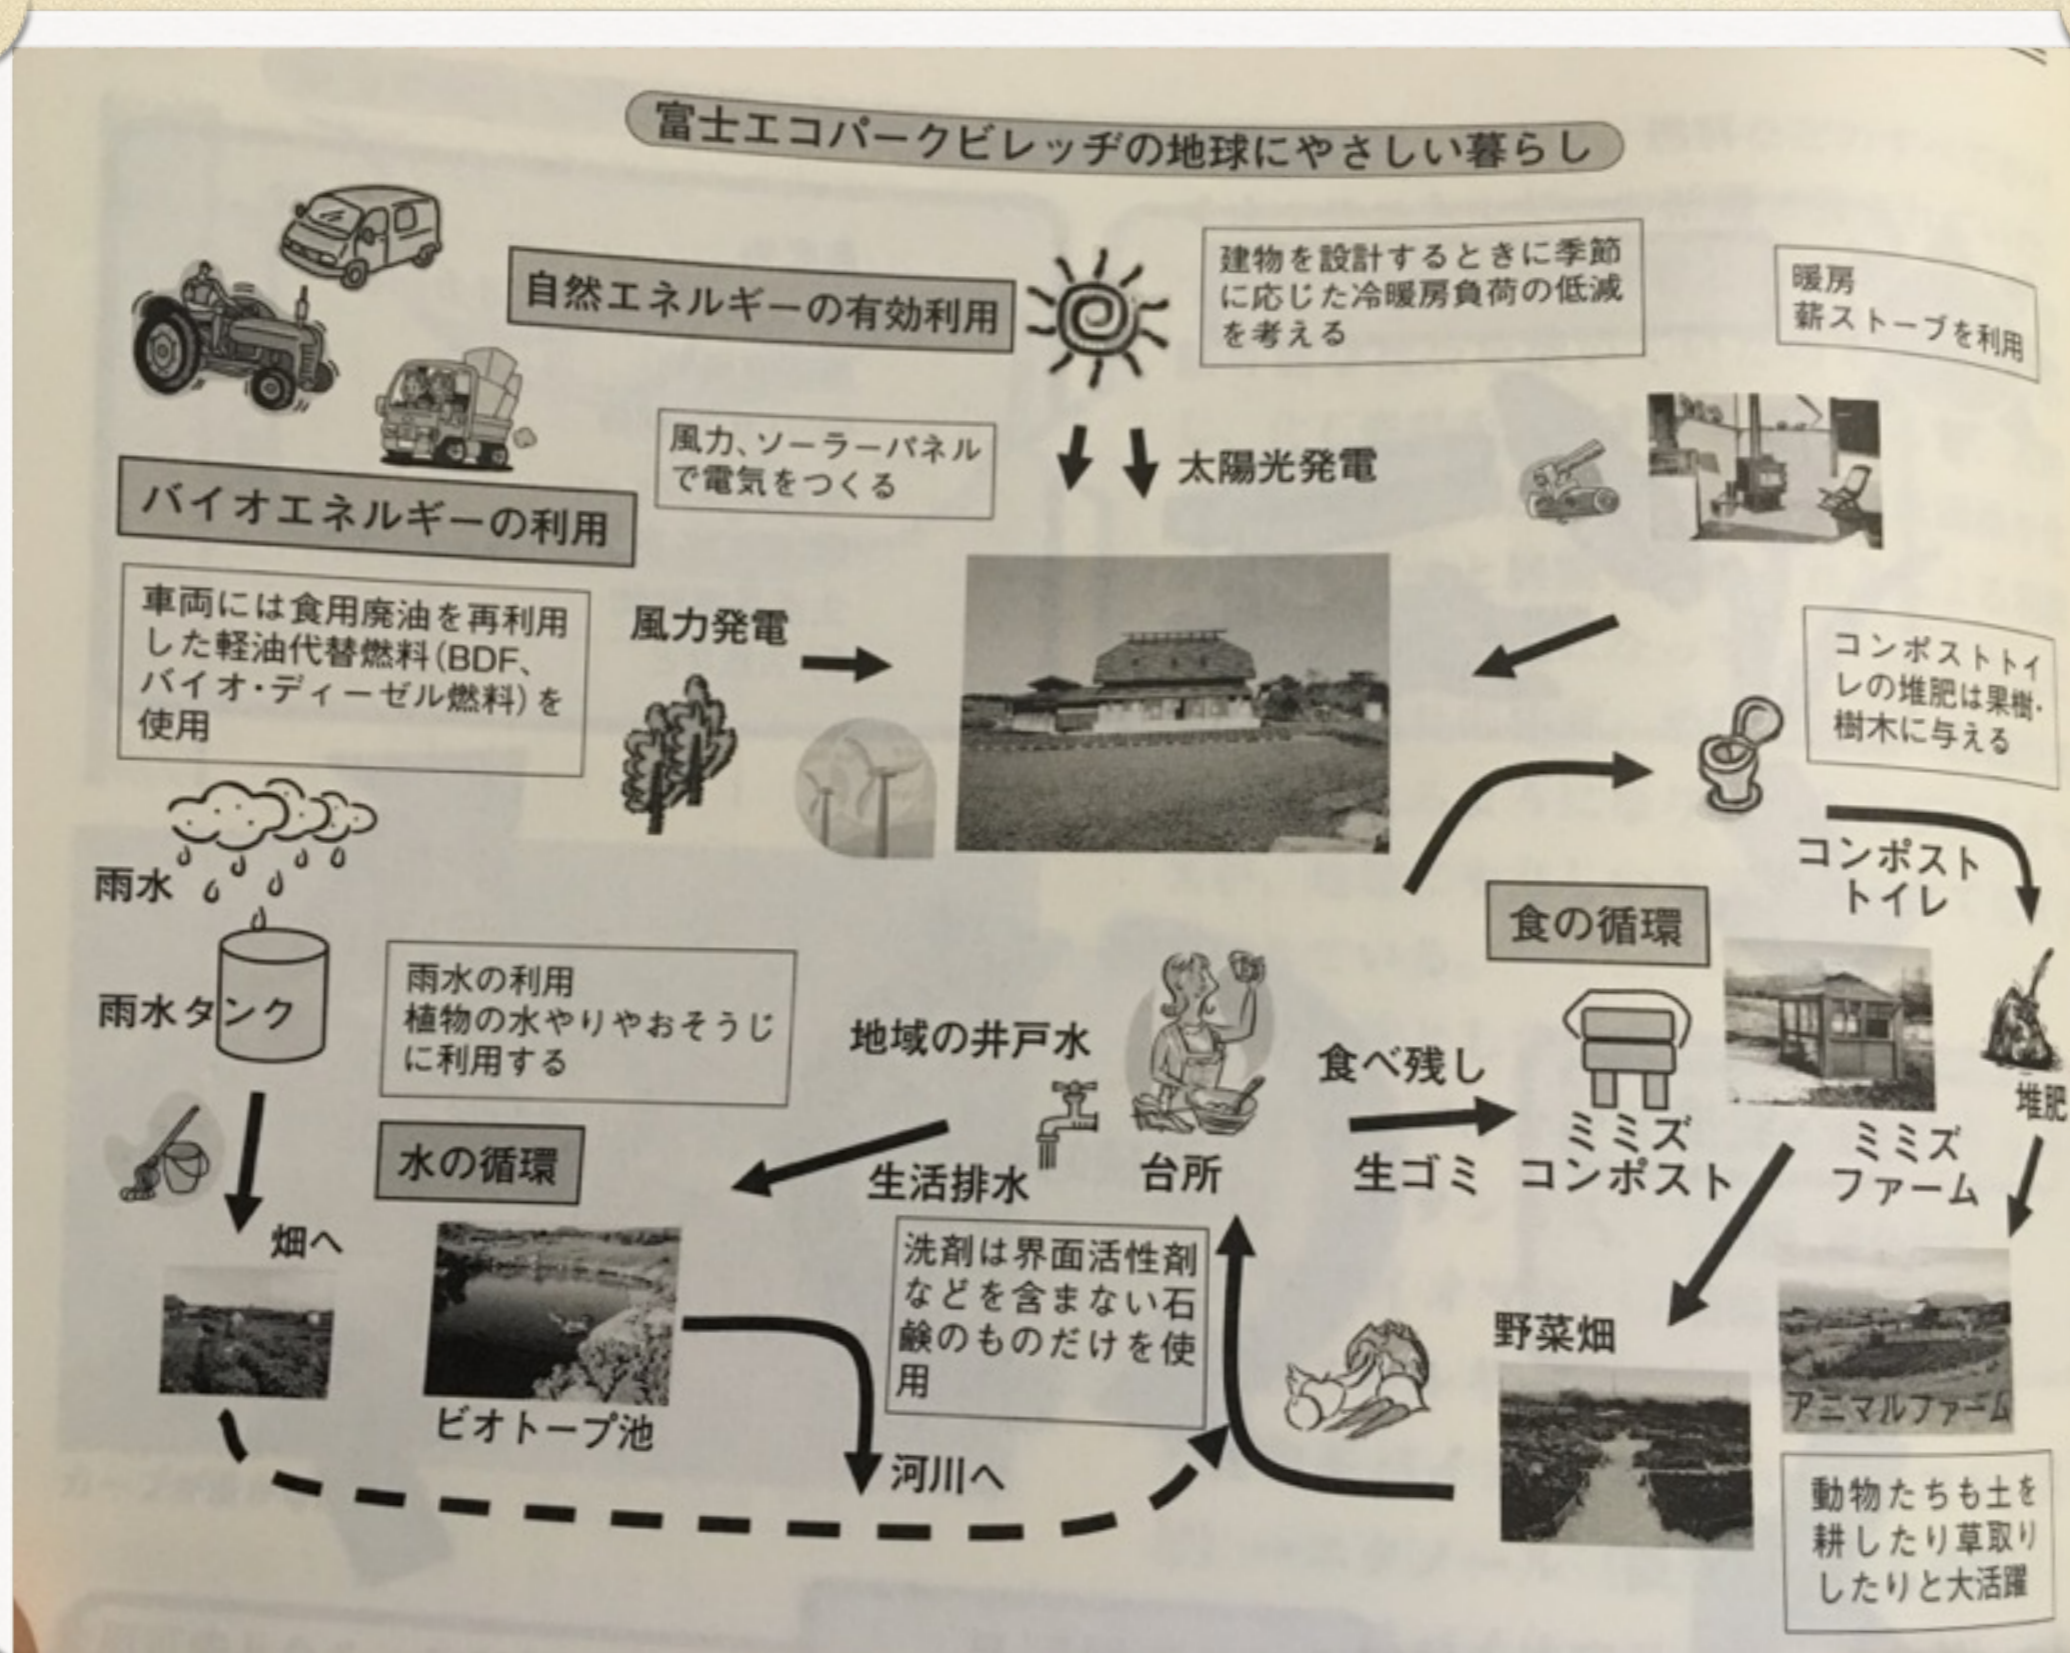 富士エコパークビレッヂの地球にやさしい暮らし
自然エネルギーの有効利用
建物を設計するときに季節
に応じた冷暖房負荷の低減
を考える
暖房
薪ストーブを利用
風力、ソーラーパネル
で電気をつくる
太陽光発電
バイオエネルギーの利用
車両には食用廃油を再利用
した軽油代替燃料(BDF、
バイオ・ディーゼル燃料)を
使用
風力発電
コンポストトイ
レの堆肥は果樹・
樹木に与える
コンポスト
トイレ
雨水
雨水タンク
雨水の利用
植物の水やりやおそうじ
に利用する
食の循環
地域の井戸水
食べ残し
生ゴミ
ミミズ
コンポスト
ミミズ
ファーム
堆肥
水の循環
生活排水
台所
畑へ
洗剤は界面活性剤
などを含まない石
鹸のものだけを使
用
野菜畑
ビオトープ池
河川へ
アニマルファーム
動物たちも土を
耕したり草取り
したりと大活躍